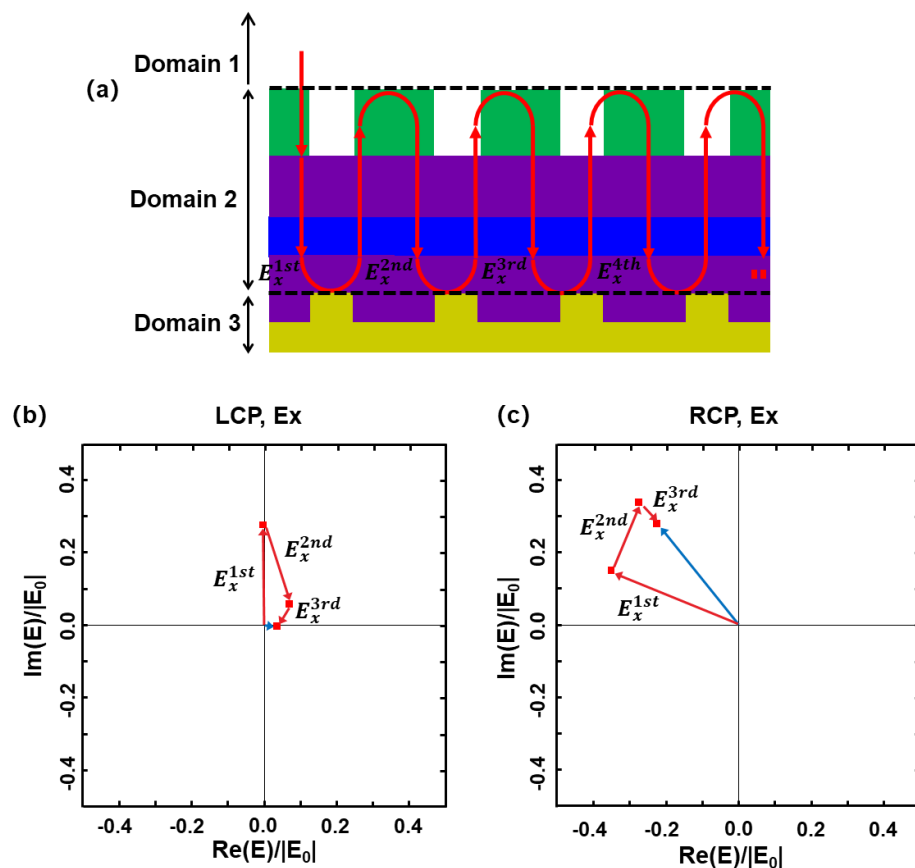 Domain 1
(a)
Domain 2
E_x^{1st} E_x^{2nd} E_x^{3rd} E_x^{4th}
Domain 3
(b) LCP, Ex
Im(E)/|E₀|
0.4
0.2
0.0
-0.2
-0.4
E_x^{1st}
E_x^{2nd}
E_x^{3rd}
-0.4 -0.2 0.0 0.2 0.4
Re(E)/|E₀|
(c) RCP, Ex
Im(E)/|E₀|
0.4
0.2
0.0
-0.2
-0.4
E_x^{3rd}
E_x^{2nd}
E_x^{1st}
-0.4 -0.2 0.0 0.2 0.4
Re(E)/|E₀|